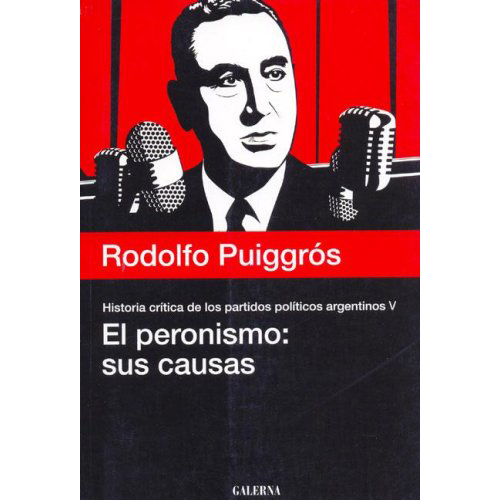 Rodolfo Puiggrós
Historia crítica de los partidos políticos argentinos V
El peronismo:
sus causas
GALERNA